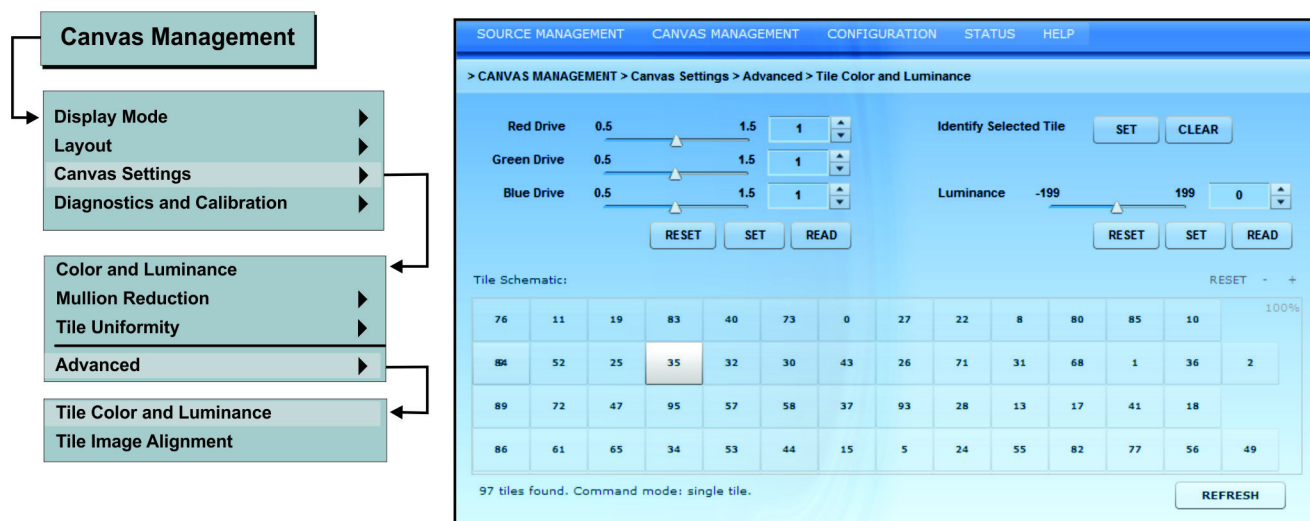 Canvas Management
Display Mode
Layout
Canvas Settings
Diagnostics and Calibration
Color and Luminance
Mullion Reduction
Tile Uniformity
Advanced
Tile Color and Luminance
Tile Image Alignment
SOURCE MANAGEMENT CANVAS MANAGEMENT CONFIGURATION STATUS HELP
> CANVAS MANAGEMENT > Canvas Settings > Advanced > Tile Color and Luminance
Red Drive 0.5 1.5 1
Green Drive 0.5 1.5 1
Blue Drive 0.5 1.5 1
RESET SET READ
Identify Selected Tile SET CLEAR
Luminance -199 199 0
RESET SET READ
Tile Schematic: RESET - +
100%
76 11 19 83 40 73 0 27 22 8 80 85 10
52 25 35 32 30 43 26 71 31 68 1 36 2
89 72 47 95 57 58 37 93 28 13 17 41 18
86 61 65 34 53 44 15 5 24 55 82 77 56 49
97 tiles found. Command mode: single tile.
REFRESH